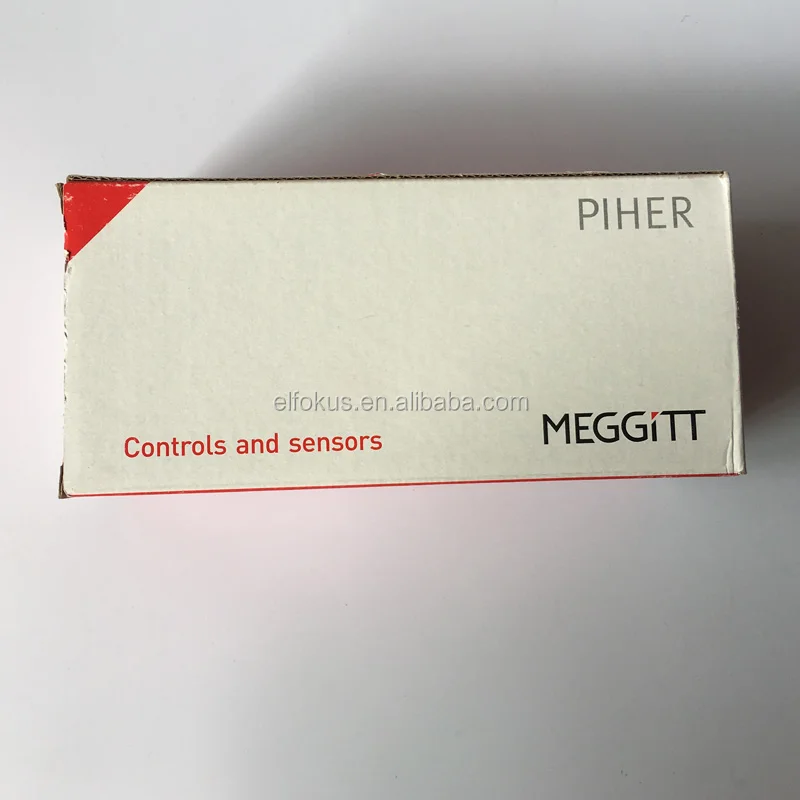 PIHER
elfokus.en.alibaba.com
MEGGiTT
Controls and sensors